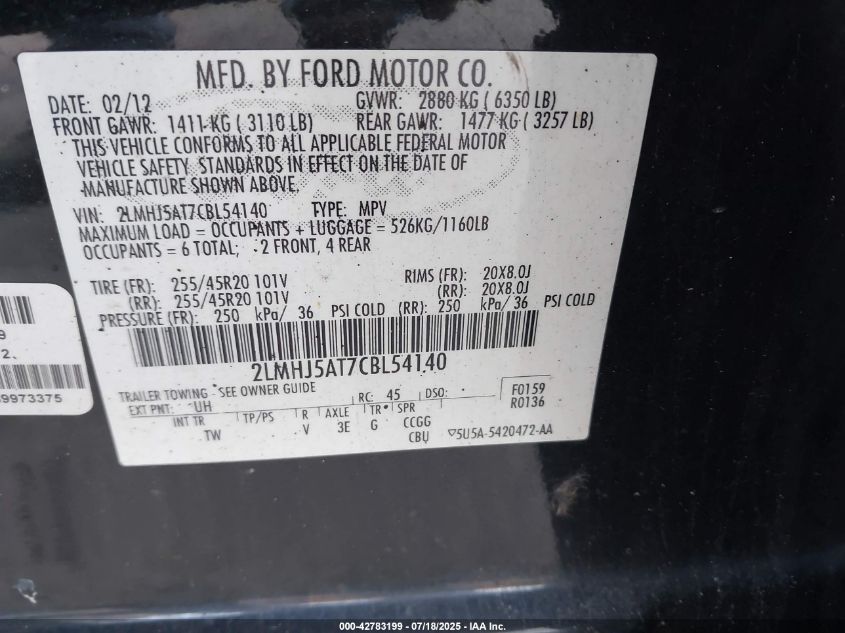 MFD. BY FORD MOTOR CO.
DATE: 02/12 GVWR: 2880 KG ( 6350 LB)
FRONT GAWR: 1411 KG ( 3110 LB) REAR GAWR: 1477 KG ( 3257 LB)
THIS VEHICLE CONFORMS TO ALL APPLICABLE FEDERAL MOTOR
VEHICLE SAFETY STANDARDS IN EFFECT ON THE DATE OF
MANUFACTURE SHOWN ABOVE.
VIN: 2LMHJ5AT7CBL54140 TYPE: MPV
MAXIMUM LOAD = OCCUPANTS + LUGGAGE = 526KG/1160LB
OCCUPANTS = 6 TOTAL; 2 FRONT, 4 REAR
TIRE (FR): 255/45R20 101V RIMS (FR): 20X8.0J
(RR): 255/45R20 101V (RR): 20X8.0J
PRESSURE (FR): 250 kPa/ 36 PSI COLD (RR): 250 kPa/ 36 PSI COLD
2LMHJ5AT7CBL54140
TRAILER TOWING - SEE OWNER GUIDE
EXT PNT: UH RC: 45 DSO: F0159
R0136
INT TR TP/PS R AXLE TR SPR
TW V 3E G CCGG
CBU 5U5A-5420472-AA
9
2.
9973375
000-42783199 - 07/18/2025 - IAA Inc.